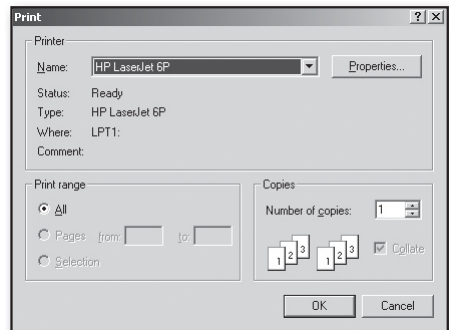 Print
Printer
Name: HP LaserJet 6P Properties...
Status: Ready
Type: HP LaserJet 6P
Where: LPT1:
Comment:
Print range Copies
All Number of copies: 1
Pages from: to:
1 2 3 1 2 3 Collate
Selection
OK Cancel